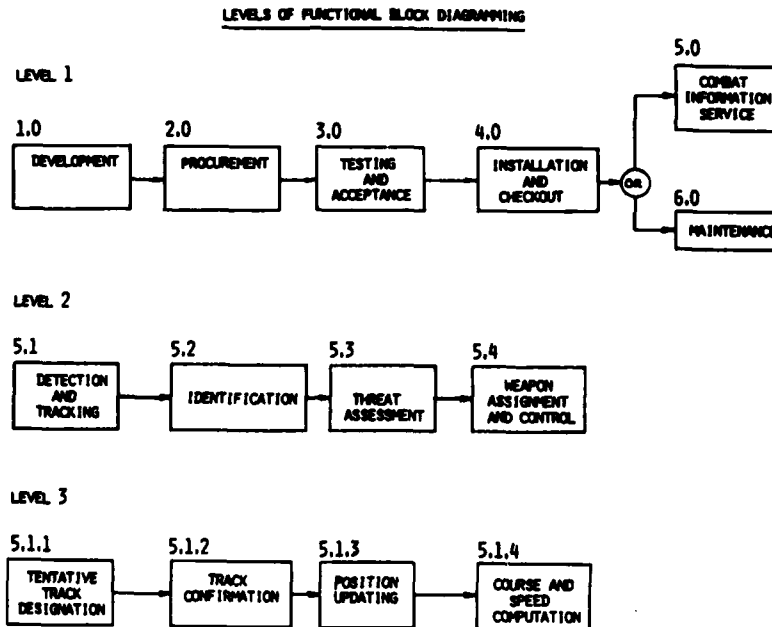 LEVELS OF FUNCTIONAL BLOCK DIAGRAMMING
LEVEL 1
1.0
DEVELOPMENT
2.0
PROCUREMENT
3.0
TESTING
AND
ACCEPTANCE
4.0
INSTALLATION
AND
CHECKOUT
OR
5.0
COMBAT
INFORMATION
SERVICE
6.0
MAINTENANCE
LEVEL 2
5.1
DETECTION
AND
TRACKING
5.2
IDENTIFICATION
5.3
THREAT
ASSESSMENT
5.4
WEAPON
ASSIGNMENT
AND CONTROL
LEVEL 3
5.1.1
TENTATIVE
TRACK
DESIGNATION
5.1.2
TRACK
CONFIRMATION
5.1.3
POSITION
UPDATING
5.1.4
COURSE AND
SPEED
COMPUTATION